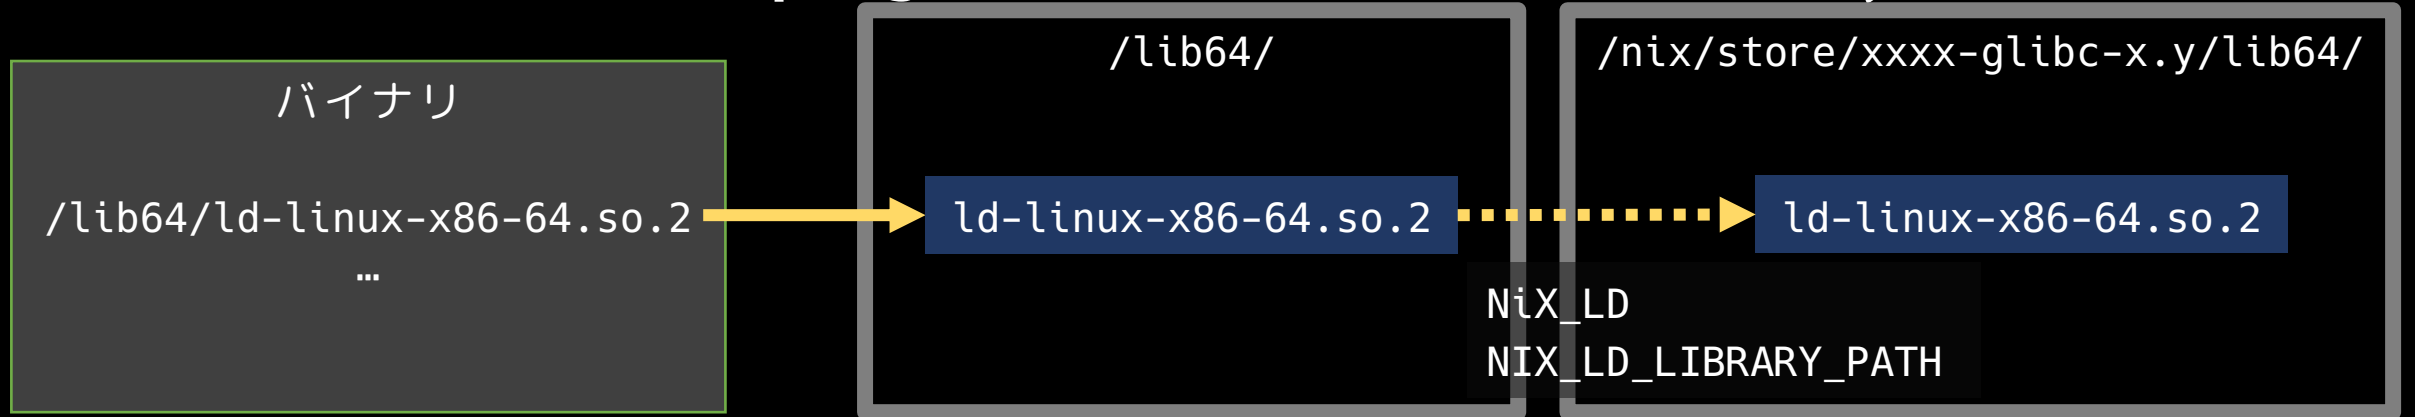 /lib64/
/nix/store/xxxx-glibc-x.y/lib64/
バイナリ
/lib64/ld-linux-x86-64.so.2
…
ld-linux-x86-64.so.2
ld-linux-x86-64.so.2
NiX_LD
NIX_LD_LIBRARY_PATH